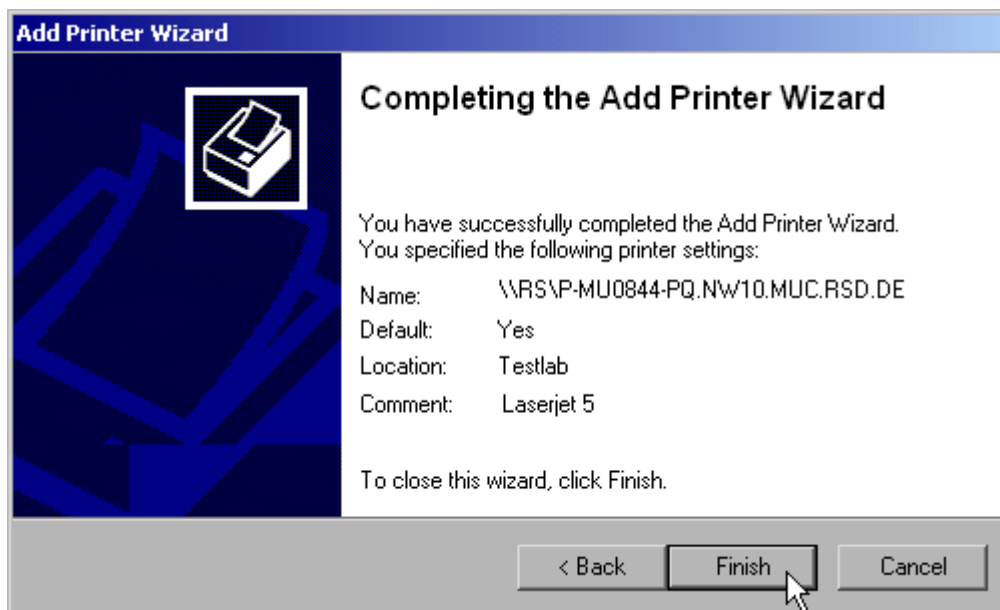 Add Printer Wizard
Completing the Add Printer Wizard
You have successfully completed the Add Printer Wizard.
You specified the following printer settings:
Name: \\RS\P-MU0844-PQ.NW10.MUC.RSD.DE
Default: Yes
Location: Testlab
Comment: Laserjet 5
To close this wizard, click Finish.
< Back Finish Cancel